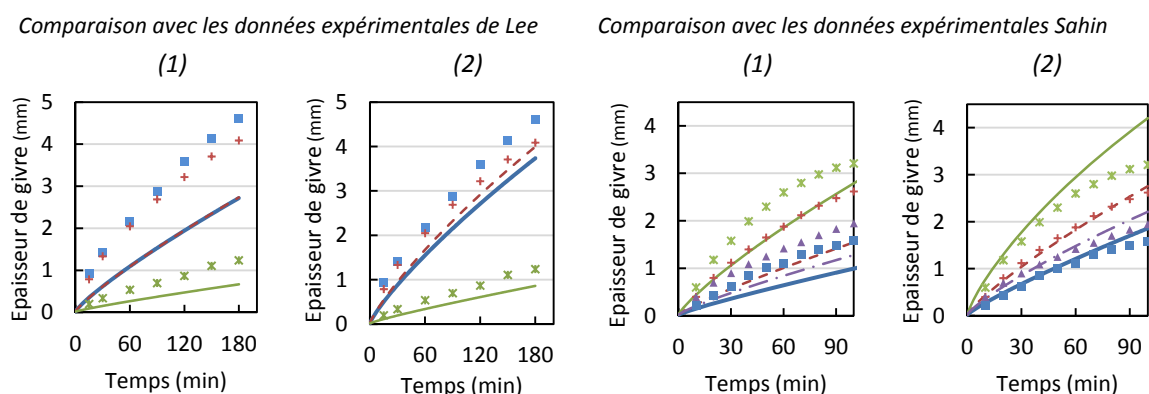 Comparaison avec les données expérimentales de Lee
Comparaison avec les données expérimentales Sahin
(1)
(2)
(1)
(2)
Epaisseur de givre (mm)
5
4
3
2
1
0
0 60 120 180
Temps (min)
Epaisseur de givre (mm)
5
4
3
2
1
0
0 60 120 180
Temps (min)
Epaisseur de givre (mm)
4
3
2
1
0
0 30 60 90
Temps (min)
Epaisseur de givre (mm)
4
3
2
1
0
0 30 60 90
Temps (min)